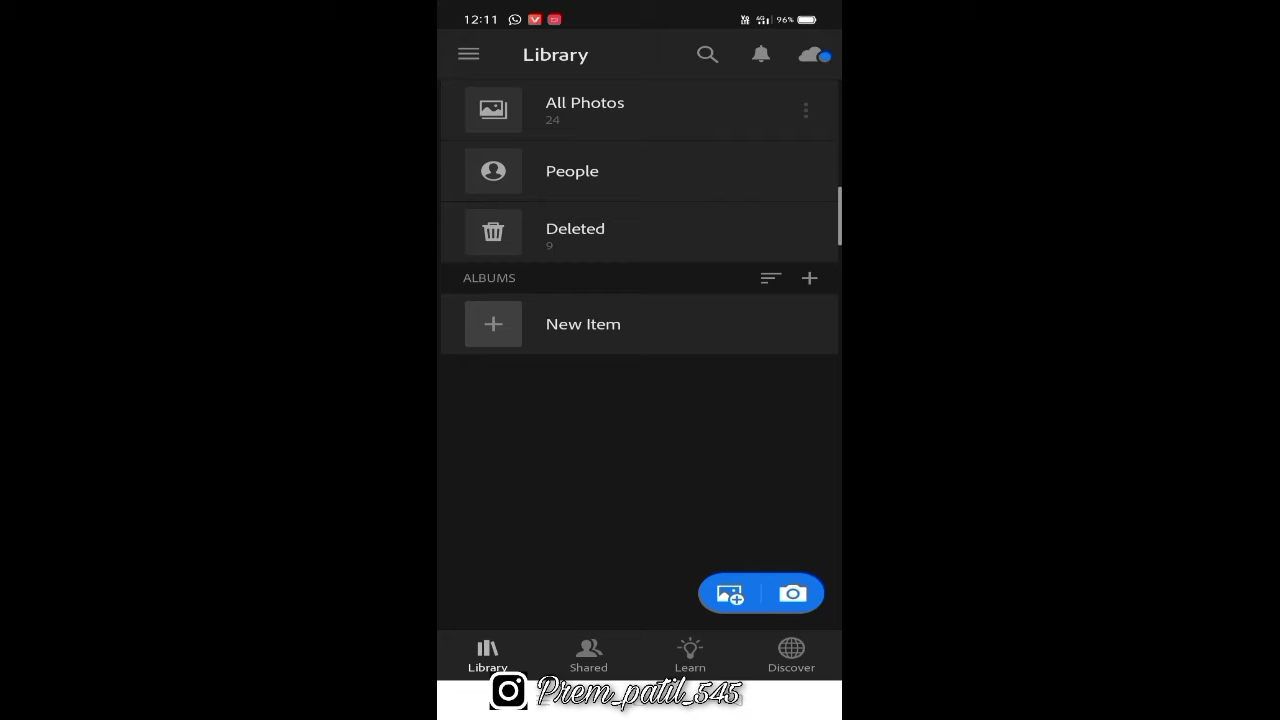 12:11
96%
Library
All Photos
24
People
Deleted
9
ALBUMS
New Item
Library
Shared
Learn
Discover
Prem_patil_545